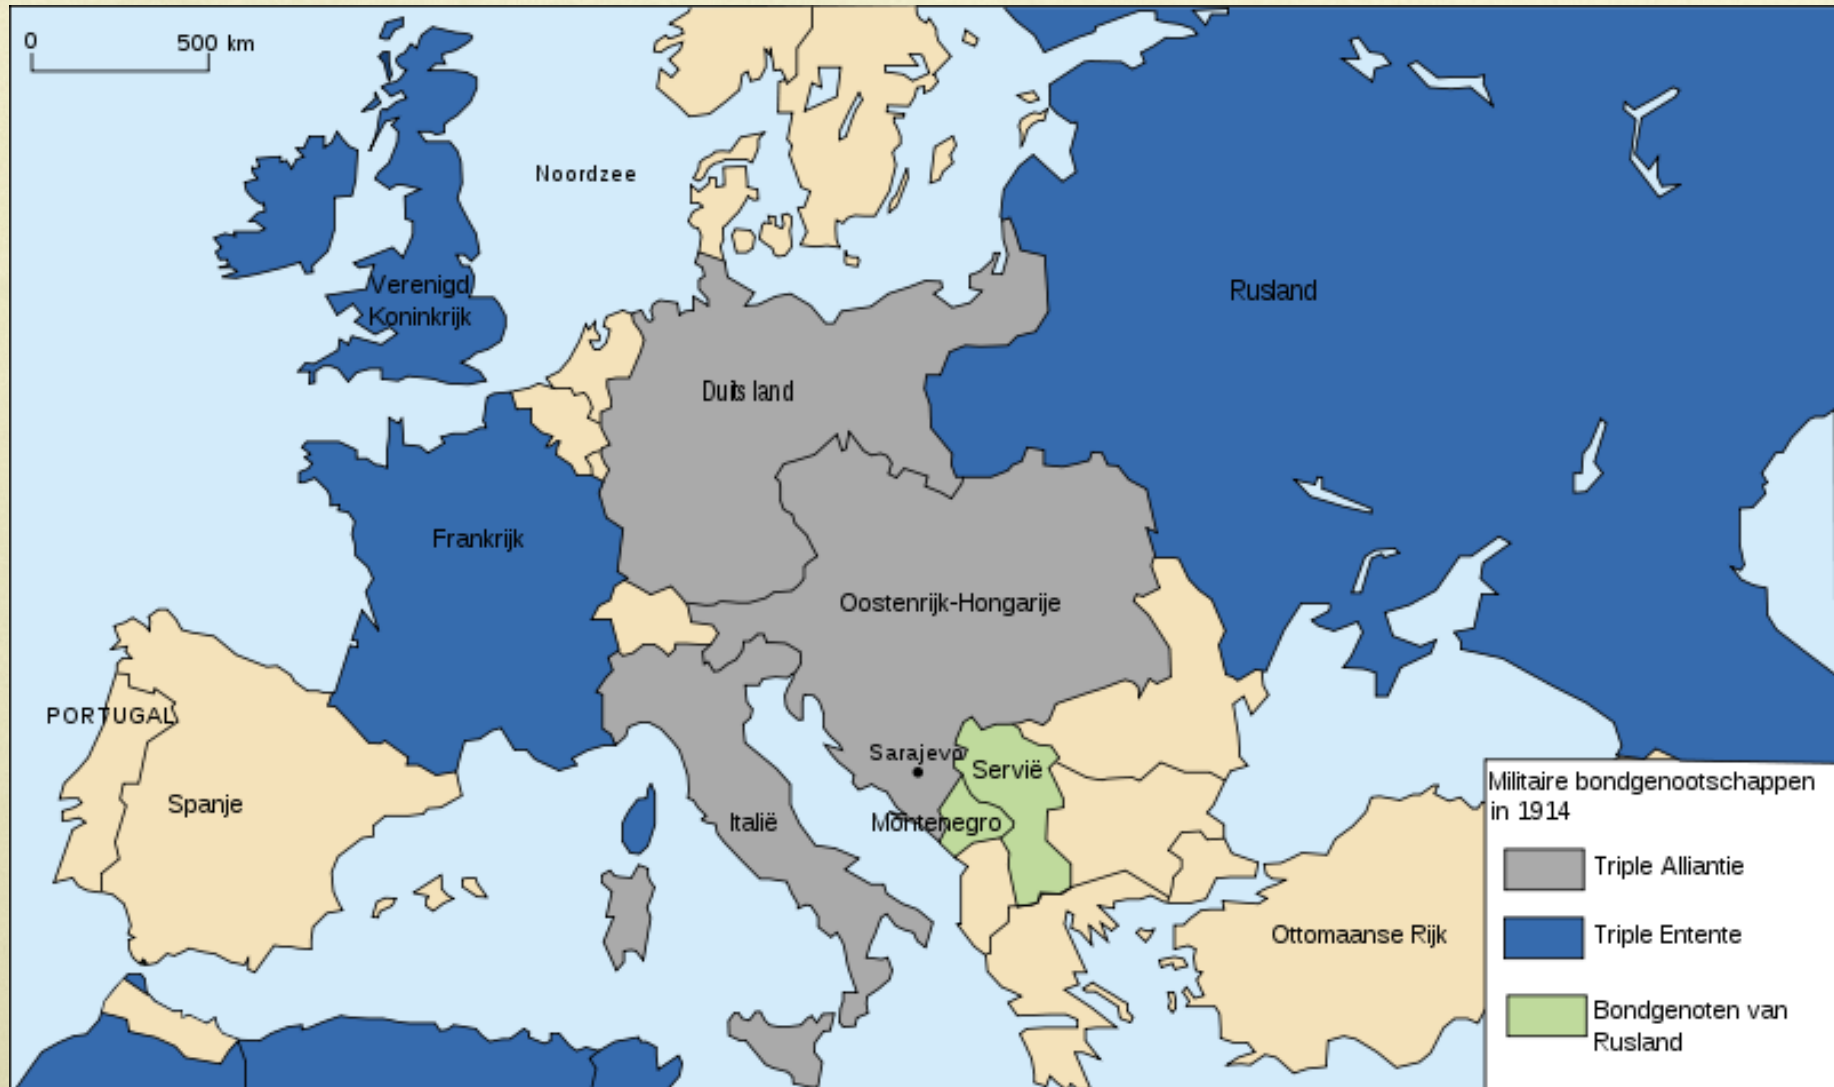 0 500 km
Noordzee
Verenigd
Koninkrijk
Rusland
Duits land
Frankrijk
Oostenrijk-Hongarije
PORTUGAL
Sarajevo
Servië
Spanje
Italië
Montenegro
Ottomaanse Rijk
Militaire bondgenootschappen
in 1914
Triple Alliantie
Triple Entente
Bondgenoten van
Rusland